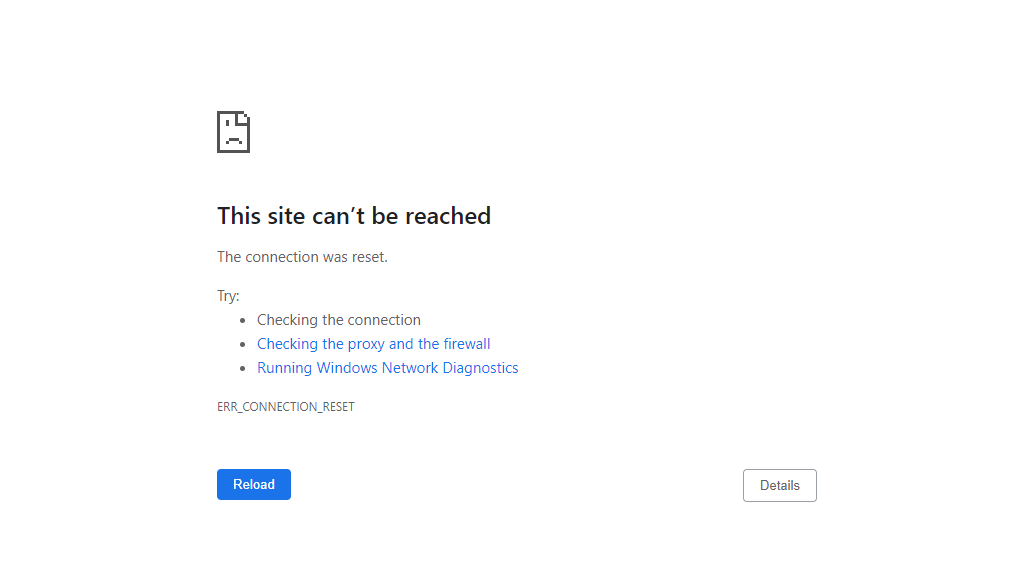 This site can’t be reached
The connection was reset.
Try:
Checking the connection
Checking the proxy and the firewall
Running Windows Network Diagnostics
ERR_CONNECTION_RESET
Reload
Details